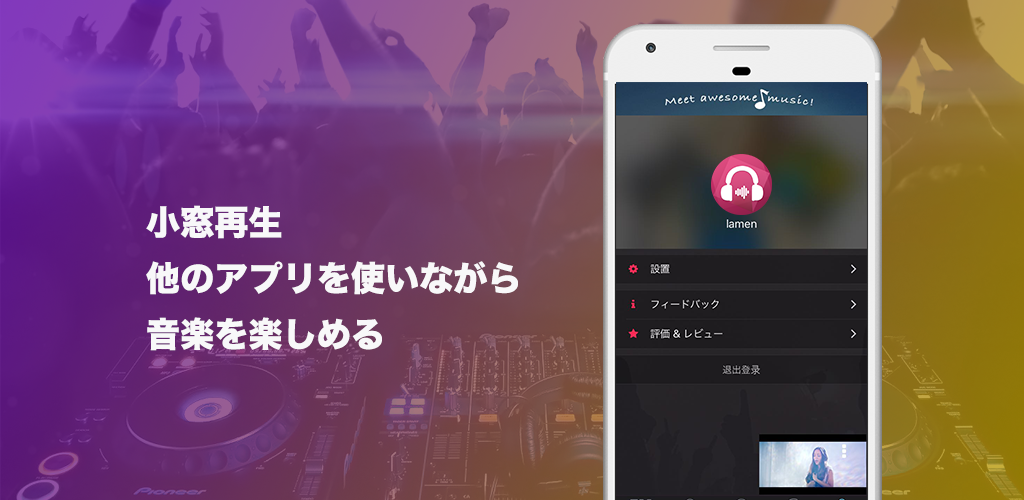 小窓再生
他のアプリを使いながら
音楽を楽しめる
Meet awesome music!
lamen
设置
フィードバック
評価 & レビュー
退出登录
Pioneer
Pioneer